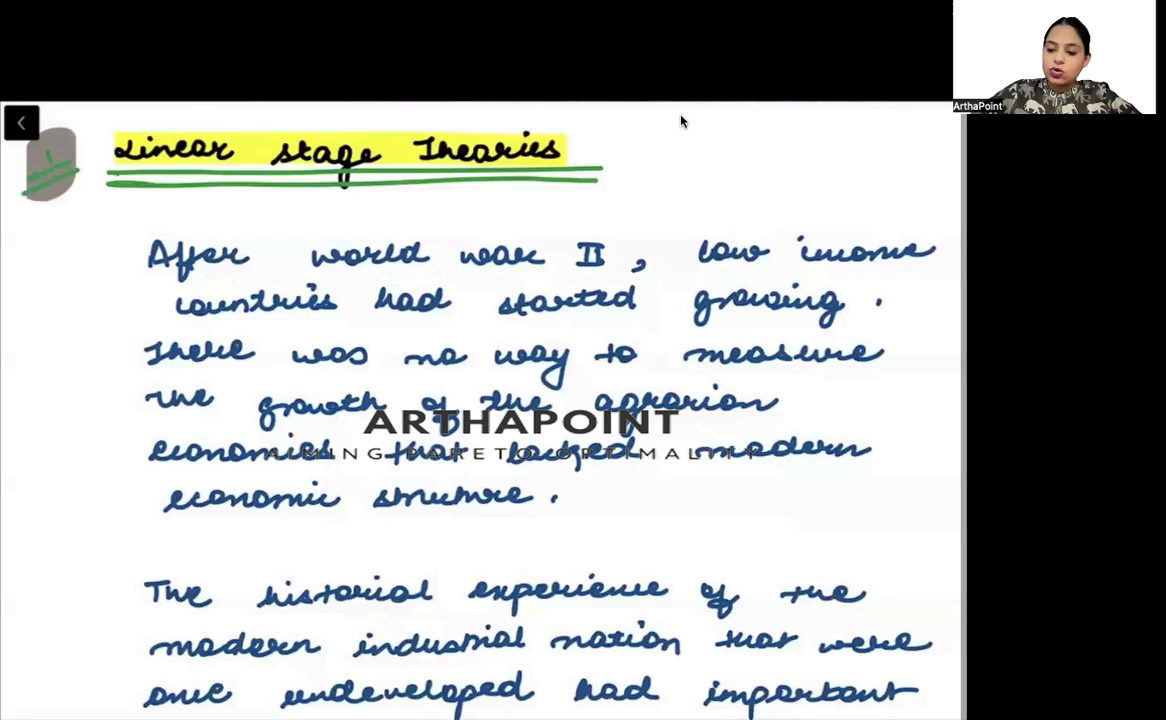 ArthaPoint
1
Linear Stage Theories
After world war II, low income
countries had started growing.
There was no way to measure
the growth of the agrarian
ARTHAPOINT
economies that lacked modern
AIMING PARETO OPTIMALITY
economic structure.
The historial experience of the
modern industrial nation that were
once undeveloped had important